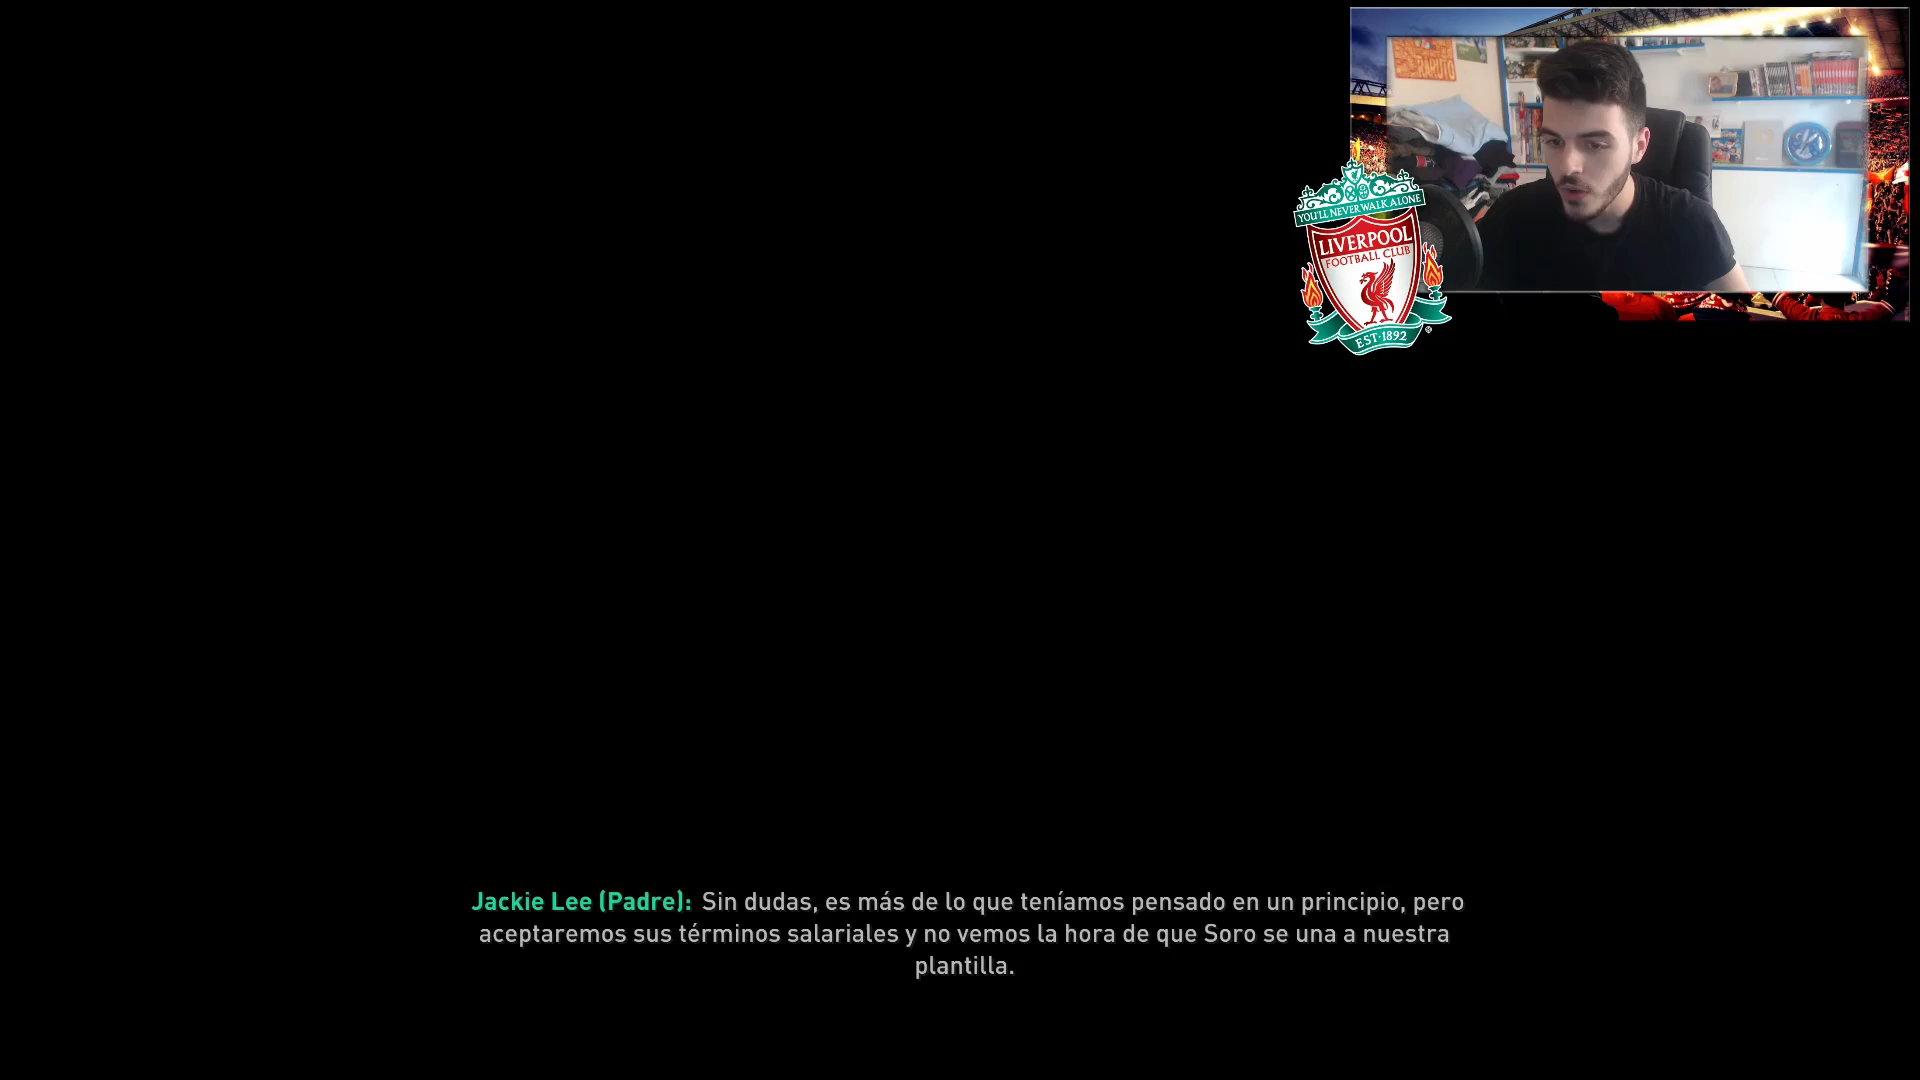 YOU'LL NEVER WALK ALONE
LIVERPOOL
FOOTBALL CLUB
EST·1892
Jackie Lee (Padre): Sin dudas, es más de lo que teníamos pensado en un principio, pero
aceptaremos sus términos salariales y no vemos la hora de que Soro se una a nuestra
plantilla.